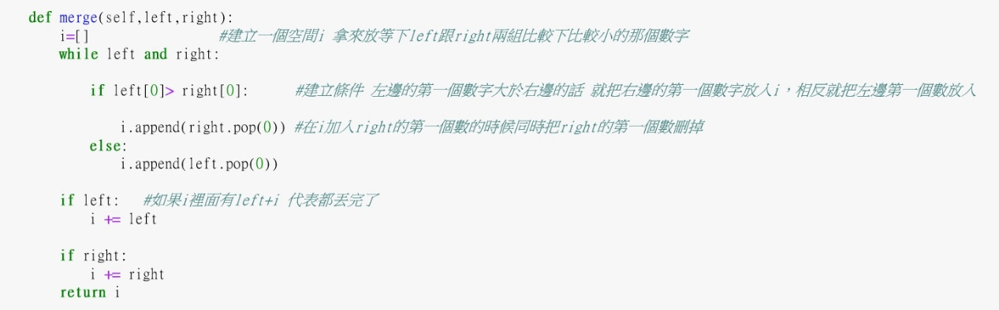 def merge(self,left,right):
    i=[]                #建立一個空間i 拿來放等下left跟right兩組比較下比較小的那個數字
    while left and right:
        if left[0]> right[0]:      #建立條件 左邊的第一個數字大於右邊的話 就把右邊的第一個數字放入i，相反就把左邊第一個數放入
            i.append(right.pop(0)) #在i加入right的第一個數的時候同時把right的第一個數刪掉
        else:
            i.append(left.pop(0))
    if left:   #如果i裡面有left+i 代表都丟完了
        i += left
    if right:
        i += right
    return i